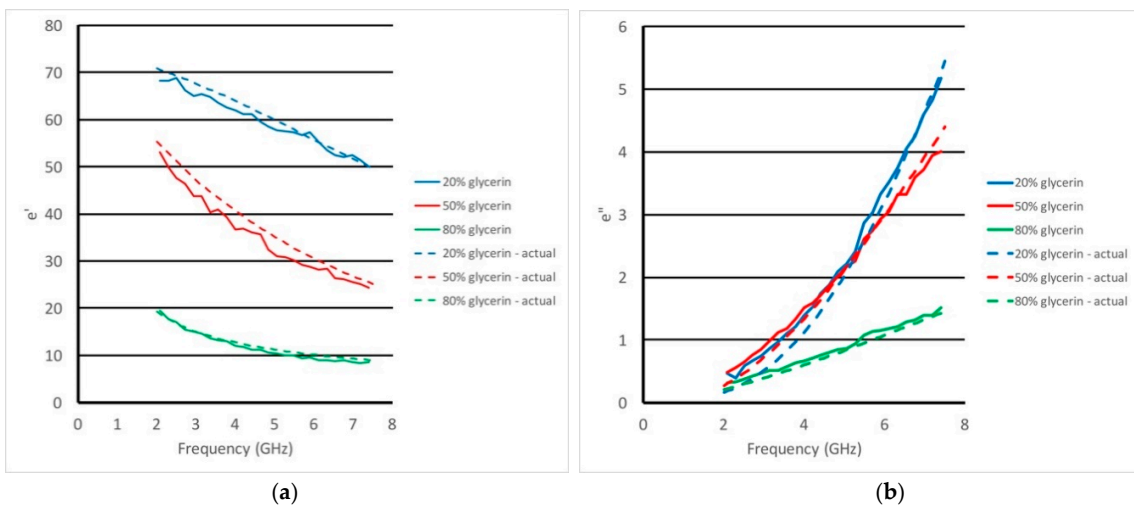 80
70
60
50
40
30
20
10
0
e'
0 1 2 3 4 5 6 7 8
Frequency (GHz)
20% glycerin
50% glycerin
80% glycerin
20% glycerin - actual
50% glycerin - actual
80% glycerin - actual
(a)
6
5
4
3
2
1
0
e"
0 2 4 6 8
Frequency (GHz)
20% glycerin
50% glycerin
80% glycerin
20% glycerin - actual
50% glycerin - actual
80% glycerin - actual
(b)